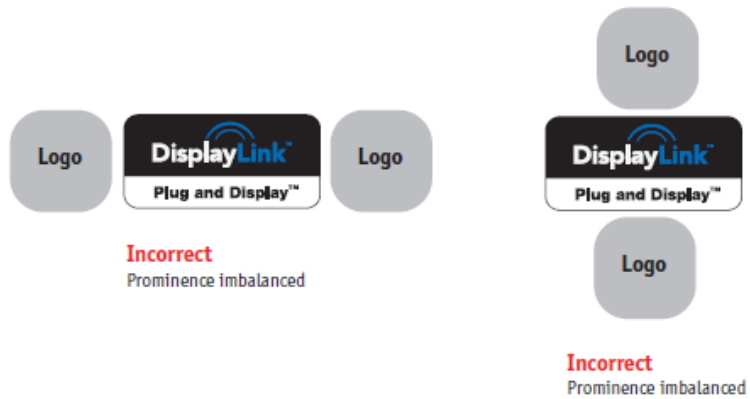 Logo
DisplayLink™
Plug and Display™
Logo
Incorrect
Prominence imbalanced
Logo
DisplayLink™
Plug and Display™
Logo
Incorrect
Prominence imbalanced